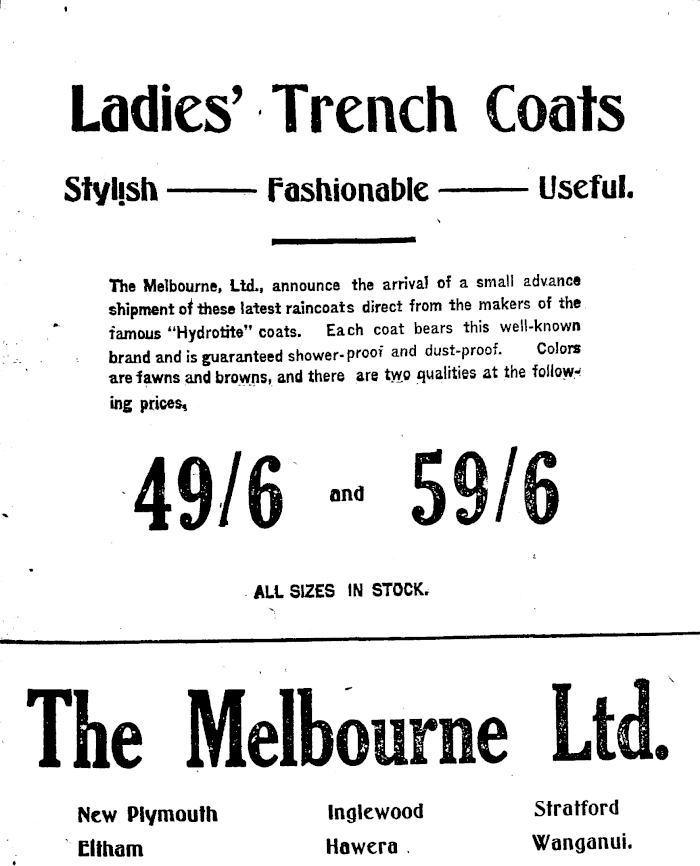 Ladies' Trench Coats
Stylish —— Fashionable —— Useful.
The Melbourne, Ltd., announce the arrival of a small advance
shipment of these latest raincoats direct from the makers of the
famous "Hydrotite" coats. Each coat bears this well-known
brand and is guaranteed shower-proof and dust-proof. Colors
are fawns and browns, and there are two qualities at the follow-
ing prices,
49/6 and 59/6
ALL SIZES IN STOCK.
The Melbourne Ltd.
New Plymouth Inglewood Stratford
Eltham Hawera Wanganui.